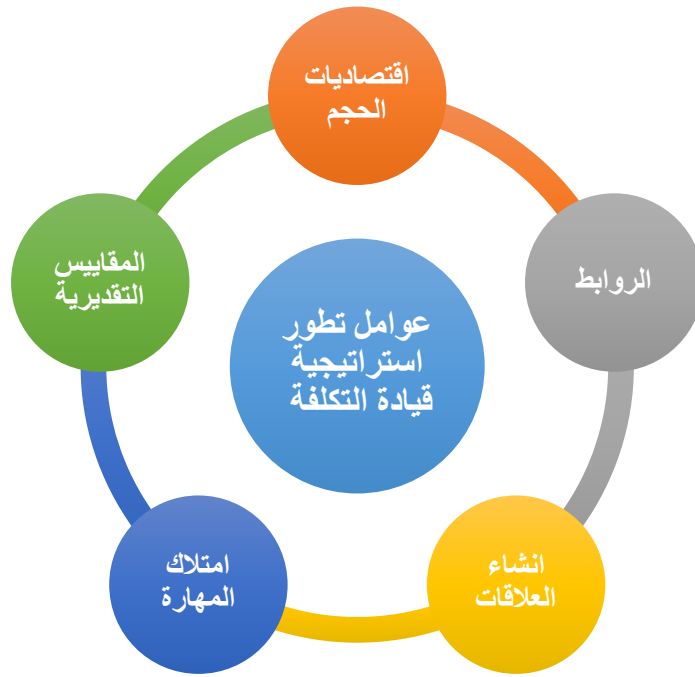 اقتصاديات
الحجم
الروابط
انشاء
العلاقات
امتلاك
المهارة
المقاييس
التقديرية
عوامل تطور
استراتيجية
قيادة التكلفة